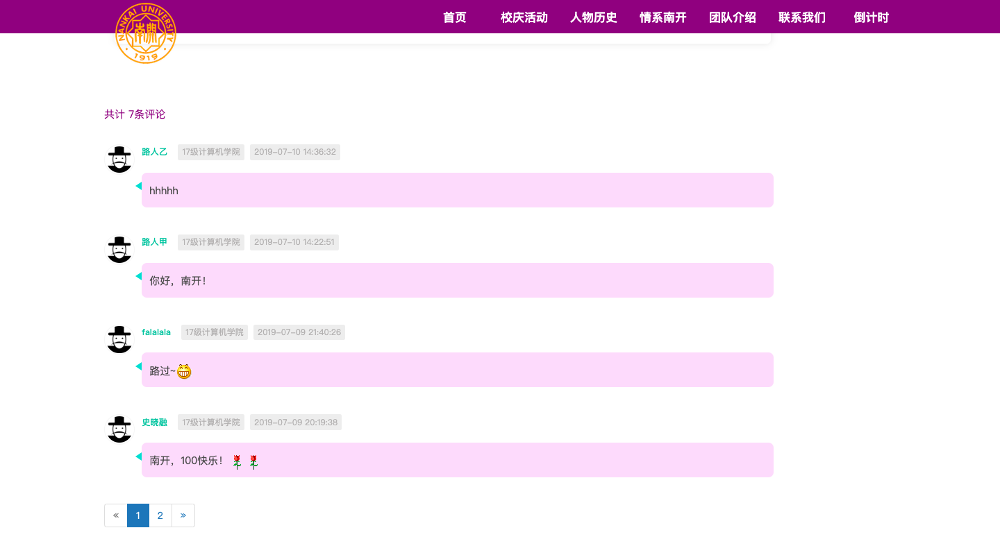 首页 校庆活动 人物历史 情系南开 团队介绍 联系我们 倒计时
NANKAI UNIVERSITY
南开
1919
共计 7条评论
路人乙 17级计算机学院 2019-07-10 14:36:32
hhhhh
路人甲 17级计算机学院 2019-07-10 14:22:51
你好，南开！
falalala 17级计算机学院 2019-07-09 21:40:26
路过~
史晓融 17级计算机学院 2019-07-09 20:19:38
南开，100快乐！
« 1 2 »